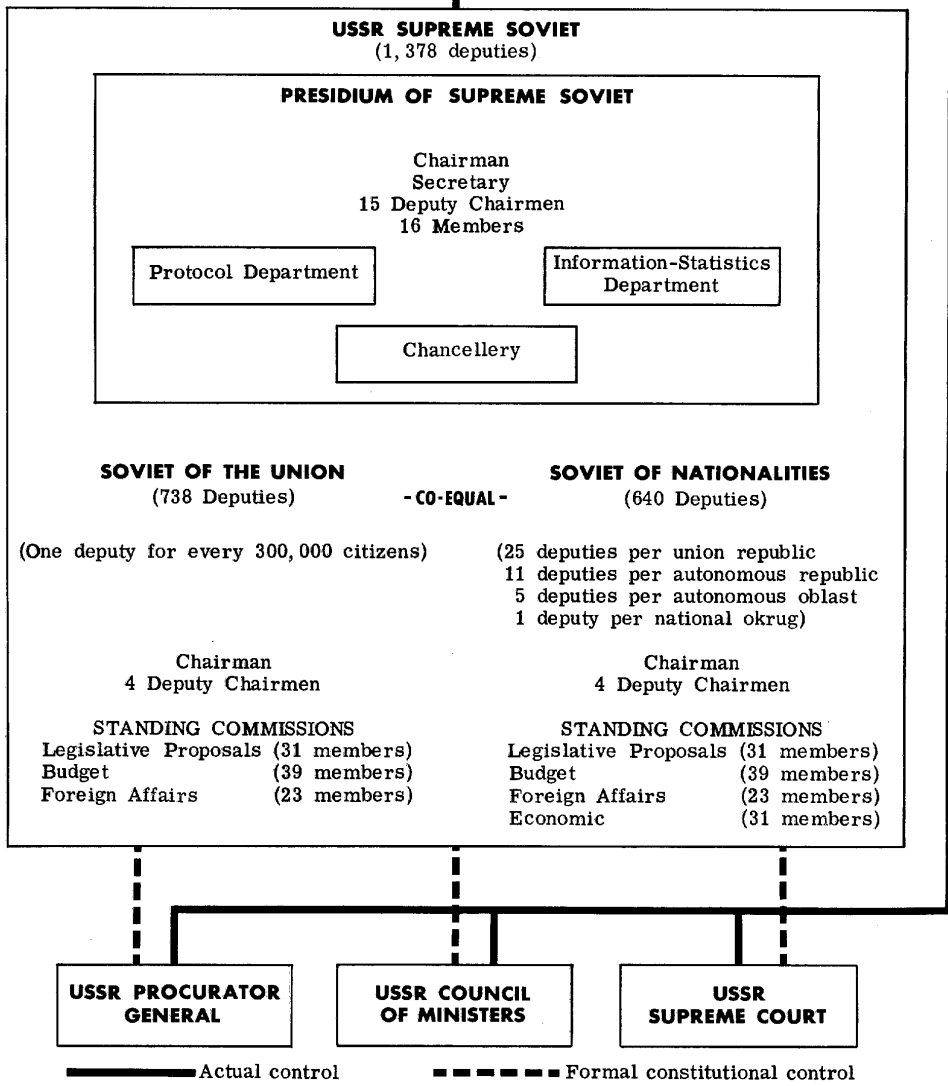 USSR SUPREME SOVIET
(1,378 deputies)
PRESIDIUM OF SUPREME SOVIET
Chairman
Secretary
15 Deputy Chairmen
16 Members
Protocol Department
Information-Statistics
Department
Chancellery
SOVIET OF THE UNION
(738 Deputies)
-CO-EQUAL-
SOVIET OF NATIONALITIES
(640 Deputies)
(One deputy for every 300,000 citizens)
(25 deputies per union republic
11 deputies per autonomous republic
5 deputies per autonomous oblast
1 deputy per national okrug)
Chairman
4 Deputy Chairmen
STANDING COMMISSIONS
Legislative Proposals (31 members)
Budget (39 members)
Foreign Affairs (23 members)
Chairman
4 Deputy Chairmen
STANDING COMMISSIONS
Legislative Proposals (31 members)
Budget (39 members)
Foreign Affairs (23 members)
Economic (31 members)
USSR PROCURATOR
GENERAL
USSR COUNCIL
OF MINISTERS
USSR
SUPREME COURT
Actual control
Formal constitutional control